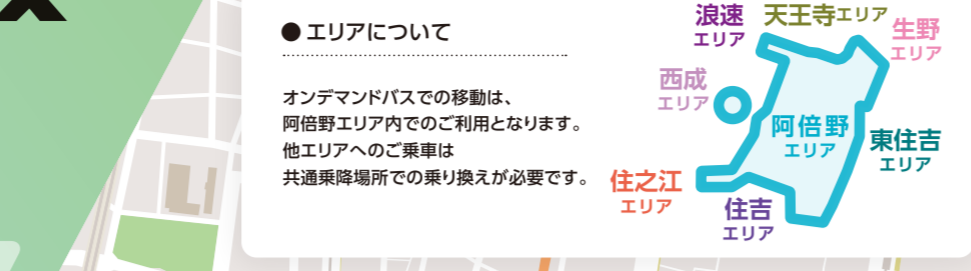 ●エリアについて
オンデマンドバスでの移動は、
阿倍野エリア内でのご利用となります。
他エリアへのご乗車は
共通乗降場所での乗り換えが必要です。
浪速
エリア
天王寺エリア
生野
エリア
西成
エリア
阿倍野
エリア
東住吉
エリア
住之江
エリア
住吉
エリア